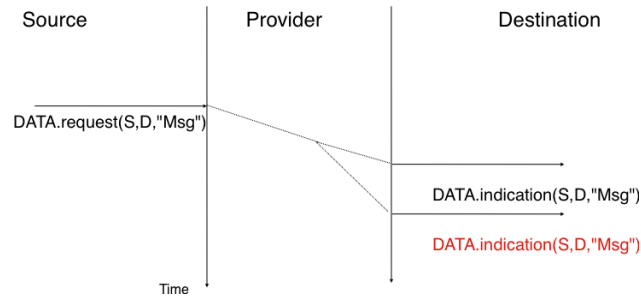 Source
Provider
Destination
DATA.request(S,D,"Msg")
DATA.indication(S,D,"Msg")
DATA.indication(S,D,"Msg")
Time